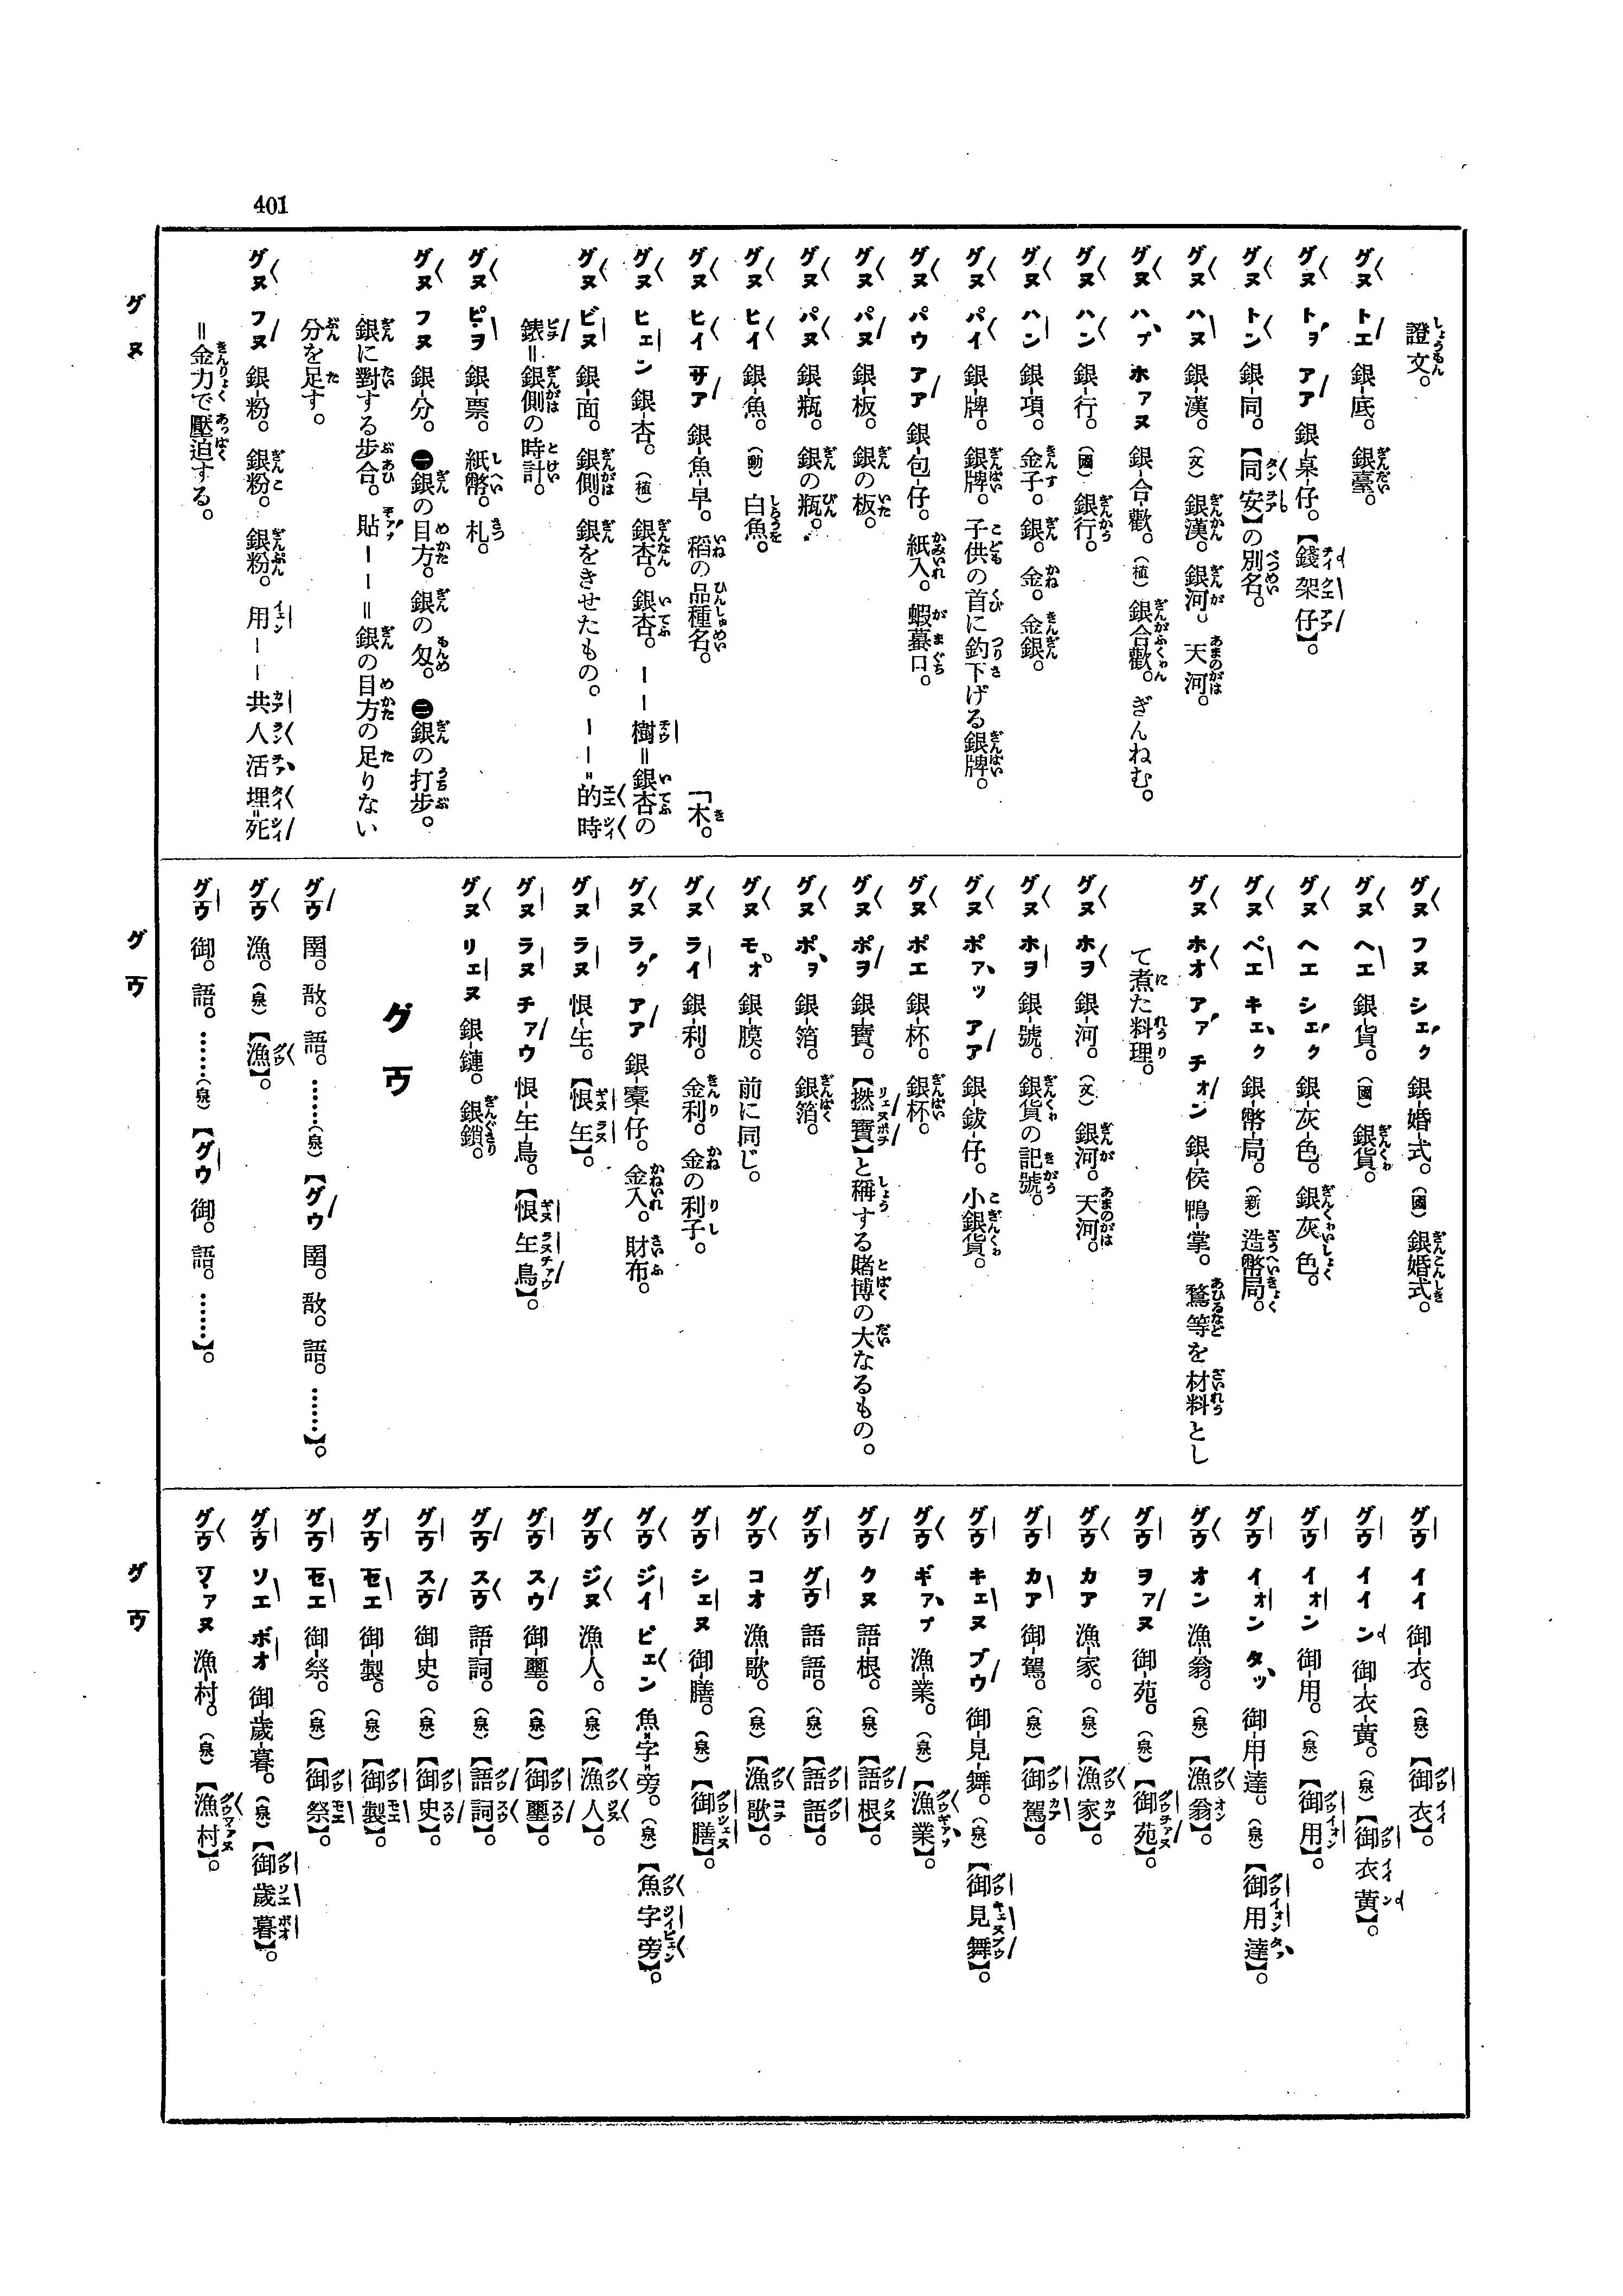 401
證文。
グヌ トエ 銀-底。 銀臺。
グヌ トヲ アア 銀-桌-仔。【錢架仔】。
グヌ トン 銀-同。【同安】の別名。
グヌ ハヌ 銀-漢。(文) 銀漢。銀河。天河。
グヌ ハプ ホァヌ 銀-合-歡。(植) 銀合歡。ぎんねむ。
グヌ ハン 銀-行。(國) 銀行。
グヌ ハン 銀-項。 金子。銀。金。金銀。
グヌ パイ 銀-牌。 銀牌。子供の首に釣下げる銀牌。
グヌ パウ アア 銀-包-仔。 紙入。蝦蟇口。
グヌ パヌ 銀-板。 銀の板。
グヌ パヌ 銀-瓶。 銀の瓶。
グヌ ヒイ 銀-魚。(動) 白魚。
グヌ ヒイ サア 銀-魚-早。 稻の品種名。 「木。
グヌ ヒェン 銀-杏。(植) 銀杏。銀杏。——樹=銀杏の
グヌ ビヌ 銀-面。 銀側。銀をきせたもの。——=的時
錶=銀側の時計。
グヌ ピヲ 銀-票。 紙幣。札。
グヌ フヌ 銀-分。 ㊀銀の目方。銀の匁。 ㊁銀の打步。
銀に對する步合。貼——=銀の目方の足りない
分を足す。
グヌ フヌ 銀-粉。 銀粉。銀粉。用——共人活埋=死
=金力で壓迫する。
グヌ フヌ シェク 銀-婚-式。(國) 銀婚式。
グヌ ヘエ 銀-貨。(國) 銀貨。
グヌ ヘエ シェク 銀-灰-色。 銀灰色。
グヌ ペエ キェク 銀-幣-局。(新) 造幣局。
グヌ ホオ アァ チオン 銀-侯 鴨-掌。 鶩等を材料とし
て煮た料理。
グヌ ホヲ 銀-河。(文) 銀河。天河。
グヌ ホヲ 銀-號。 銀貨の記號。
グヌ ポァッ アア 銀-鈸-仔。 小銀貨。
グヌ ポエ 銀-杯。 銀杯。
グヌ ポヲ 銀-寳。【撚寳】と稱する賭博の大なるもの。
グヌ ポヲ 銀-箔。 銀箔。
グヌ モオ 銀-膜。 前に同じ。
グヌ ライ 銀-利。 金利。金の利子。
グヌ ラク アア 銀-橐-仔。 金入。財布。
グヌ ラヌ 恨-生。【恨生】。
グヌ ラヌ チァウ 恨-生-鳥。【恨生鳥】。
グヌ リェヌ 銀-鏈。 銀鎖。
グウ
グウ 圉。敔。語。……(泉)【グウ 圉。敔。語。……】。
グウ 漁。(泉)【漁】。
グウ 御。語。……(泉)【グウ 御。語。……】。
グウ イイ 御-衣。(泉)【御衣】。
グウ イイ ン 御-衣-黃。(泉)【御衣黃】。
グウ イオン 御-用。(泉)【御用】。
グウ イオン タッ 御-用-達。(泉)【御用達】。
グウ オン 漁-翁。(泉)【漁翁】。
グウ ヲァヌ 御-苑。(泉)【御苑】。
グウ カア 漁-家。(泉)【漁家】。
グウ カア 御-駕。(泉)【御駕】。
グウ キェヌ ブウ 御-見-舞。(泉)【御見舞】。
グウ ギァプ 漁-業。(泉)【漁業】。
グウ クヌ 語-根。(泉)【語根】。
グウ グウ 語-語。(泉)【語語】。
グウ コオ 漁-歌。(泉)【漁歌】。
グウ シェヌ 御-膳。(泉)【御膳】。
グウ ジイ ピェン 魚=字=旁。(泉)【魚字旁】。
グウ ジヌ 漁-人。(泉)【漁人】。
グウ スウ 御-璽。(泉)【御璽】。
グウ スウ 語-詞。(泉)【語詞】。
グウ スウ 御-史。(泉)【御史】。
グウ セエ 御-製。(泉)【御製】。
グウ セエ 御-祭。(泉)【御祭】。
グウ ソエ ボオ 御-歲-暮。(泉)【御歲暮】。
グウ ツァヌ 漁-村。(泉)【漁村】。
グヌ
グウ
グウ